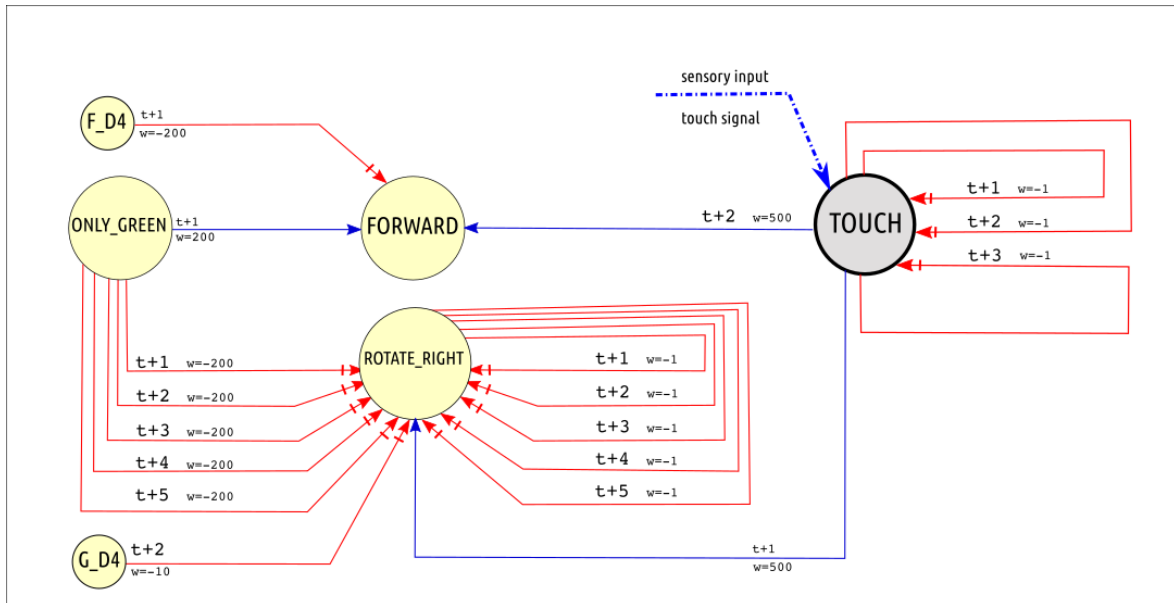 sensory input
touch signal
F_D4
t+1
w=-200
ONLY_GREEN
t+1
w=200
FORWARD
t+2 w=500
TOUCH
t+1 w=-1
t+2 w=-1
t+3 w=-1
ROTATE_RIGHT
t+1 w=-200
t+2 w=-200
t+3 w=-200
t+4 w=-200
t+5 w=-200
t+1 w=-1
t+2 w=-1
t+3 w=-1
t+4 w=-1
t+5 w=-1
G_D4
t+2
w=-10
t+1
w=500